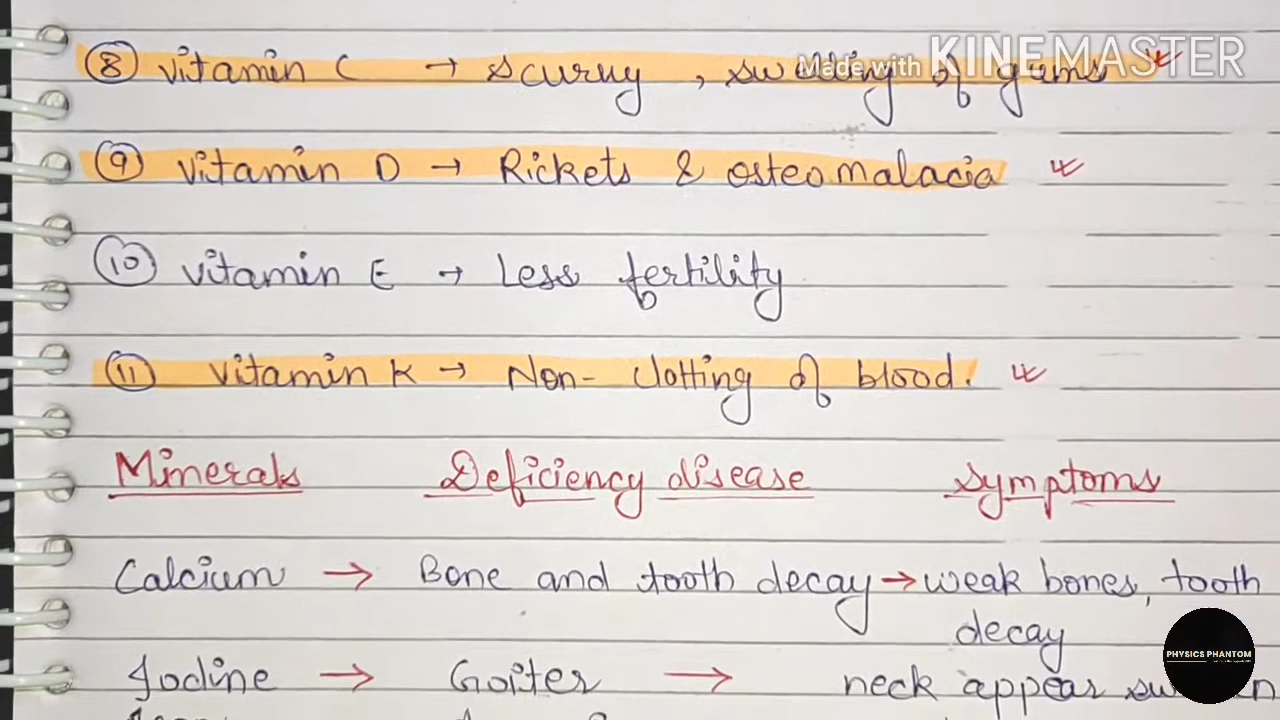 ⑧ Vitamin C → Scurvy , swelling of gums
Made with KINEMASTER
⑨ Vitamin D → Rickets & osteomalacia
⑩ Vitamin E → Less fertility
⑪ Vitamin K → Non- clotting of blood.
Minerals Deficiency disease Symptoms
Calcium → Bone and tooth decay → weak bones, tooth
decay
PHYSICS PHANTOM
Iodine → Goiter → neck appear